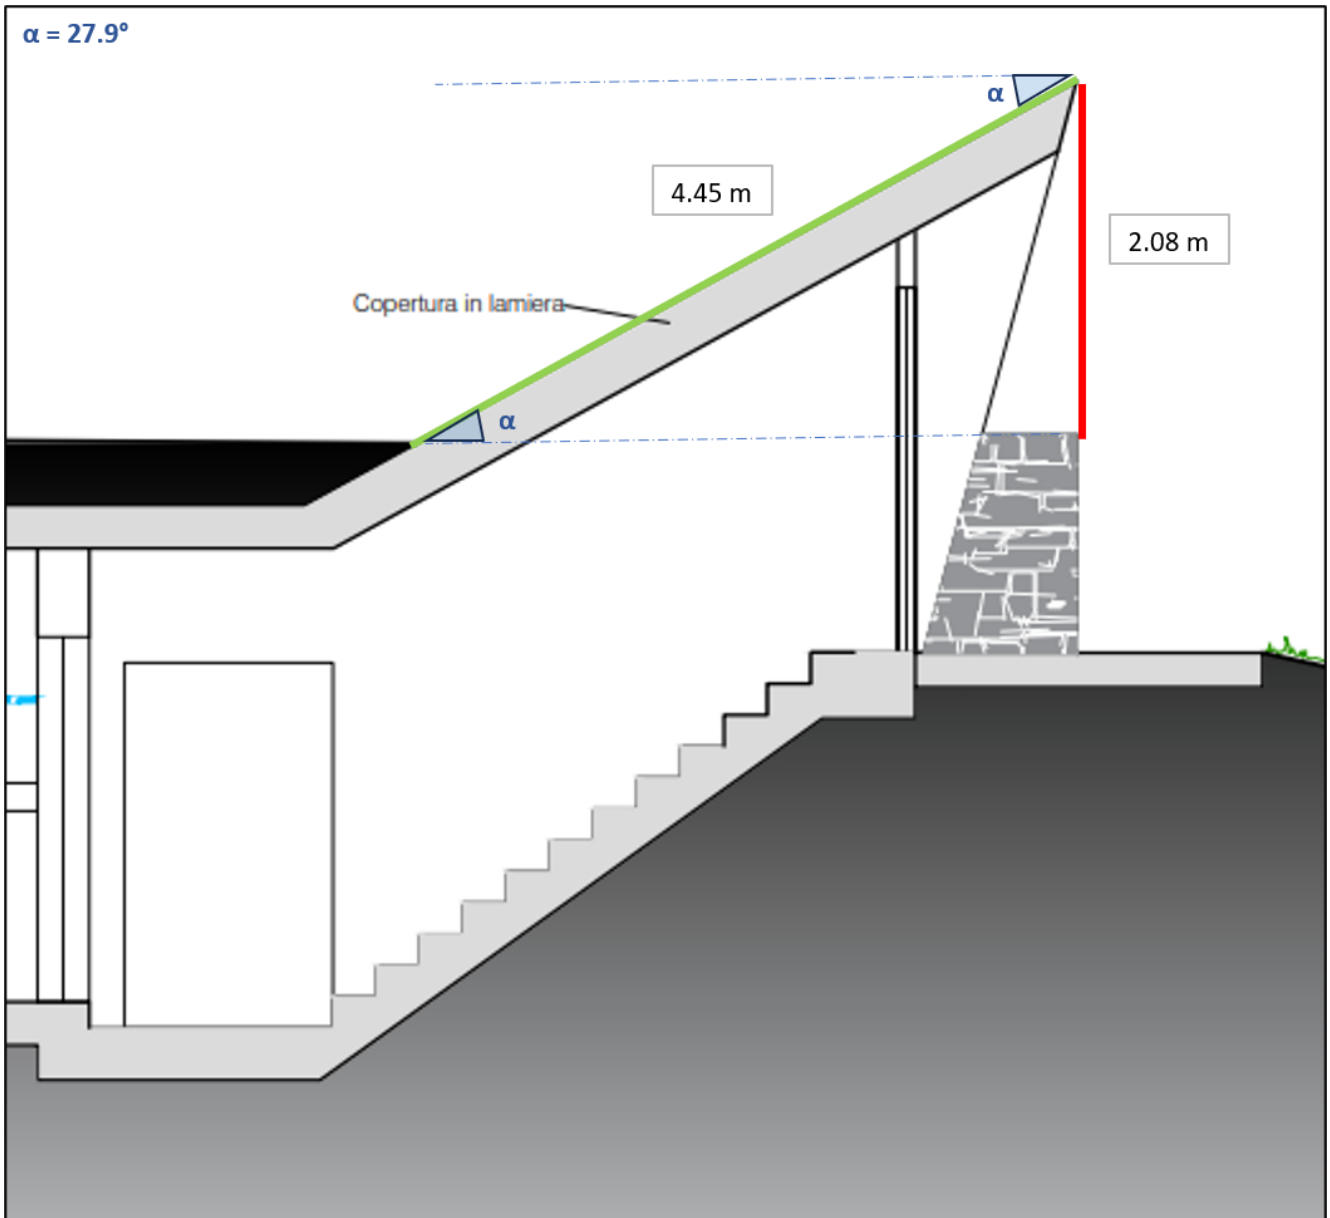 α = 27.9°
α
4.45 m
2.08 m
Copertura in lamiera
α